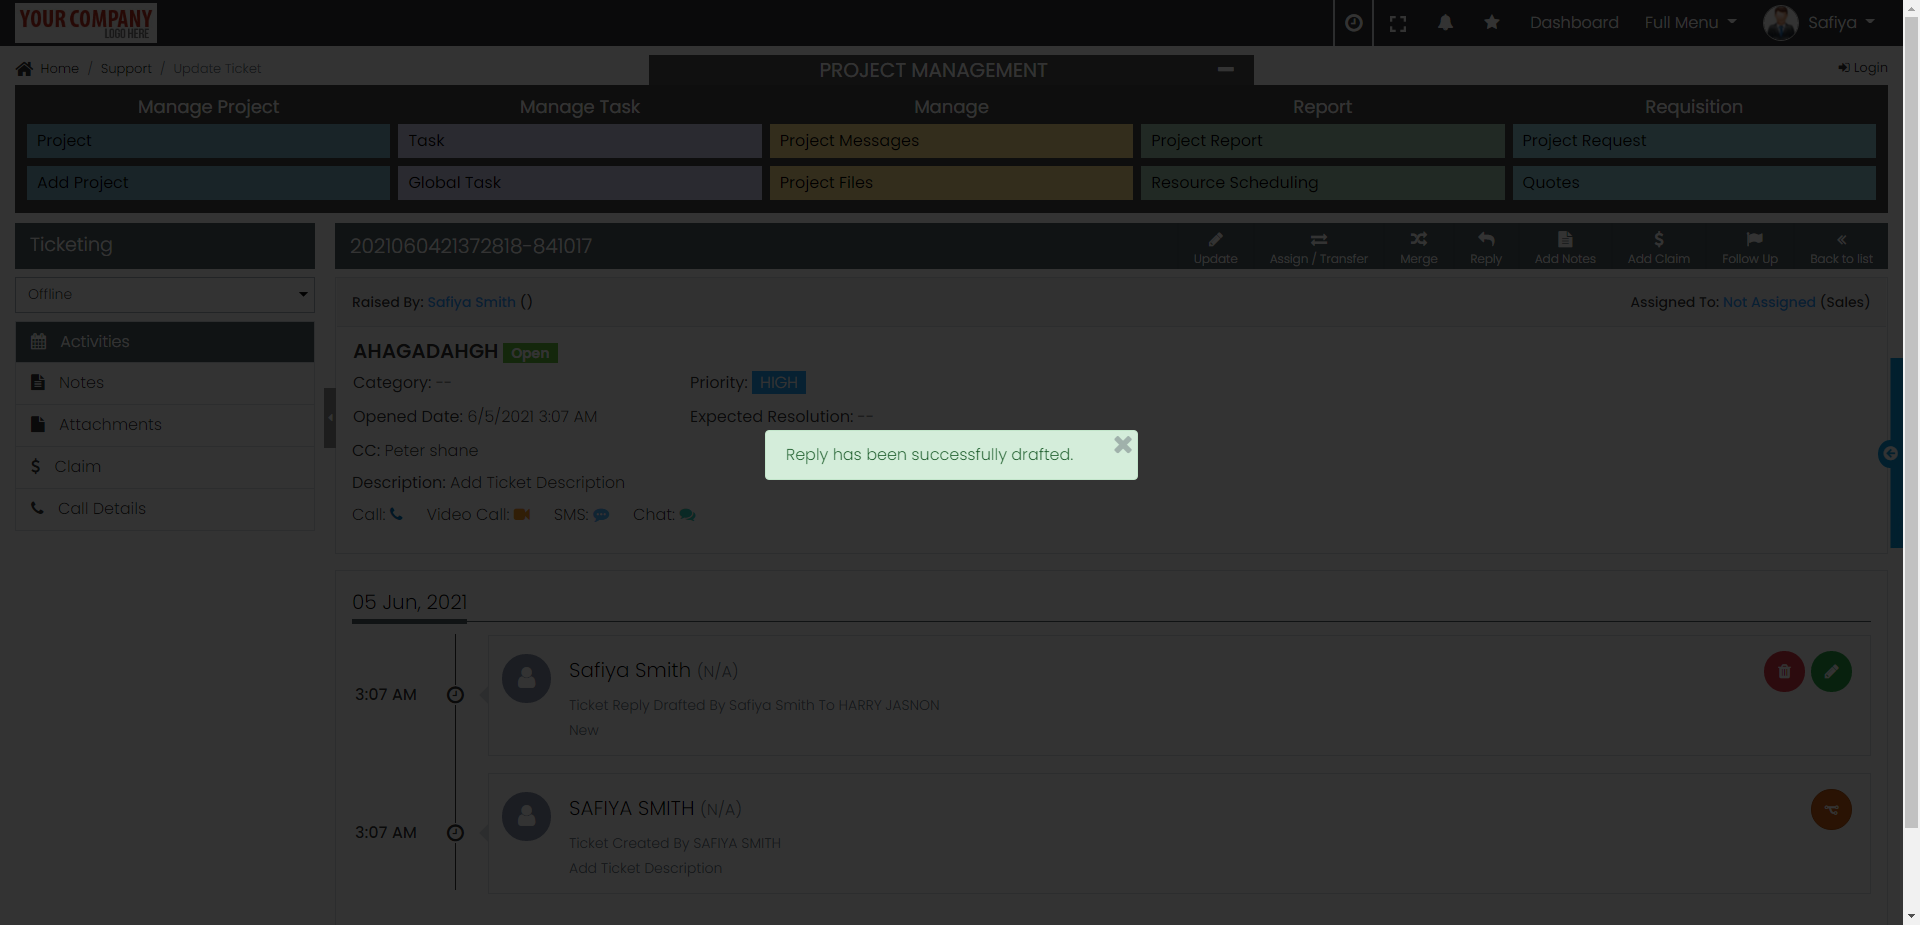 YOUR COMPANY
LOGO HERE
Dashboard
Full Menu
Safiya
Home / Support / Update Ticket
PROJECT MANAGEMENT
Login
Manage Project
Manage Task
Manage
Report
Requisition
Project
Task
Project Messages
Project Report
Project Request
Add Project
Global Task
Project Files
Resource Scheduling
Quotes
Ticketing
2021060421372818-841017
Update
Assign / Transfer
Merge
Reply
Add Notes
Add Claim
Follow Up
Back to list
Offline
Raised By: Safiya Smith ()
Assigned To: Not Assigned (Sales)
Activities
Notes
Attachments
Claim
Call Details
AHAGADAHGH Open
Category: --
Priority: HIGH
Opened Date: 6/5/2021 3:07 AM
Expected Resolution: --
CC: Peter shane
Reply has been successfully drafted.
Description: Add Ticket Description
Call:
Video Call:
SMS:
Chat:
05 Jun, 2021
3:07 AM
Safiya Smith (N/A)
Ticket Reply Drafted By Safiya Smith To HARRY JASNON
New
3:07 AM
SAFIYA SMITH (N/A)
Ticket Created By SAFIYA SMITH
Add Ticket Description